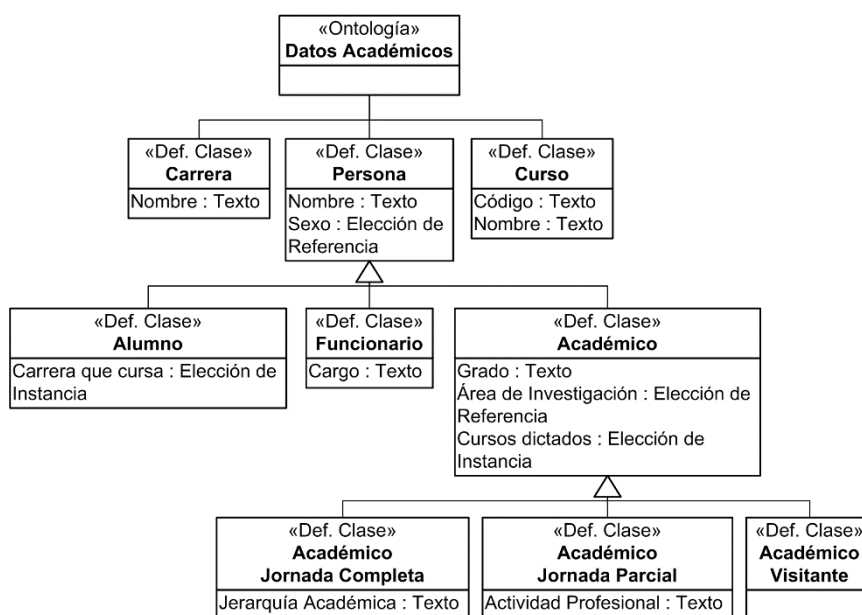 «Ontología»
Datos Académicos
«Def. Clase»
Carrera
Nombre : Texto
«Def. Clase»
Persona
Nombre : Texto
Sexo : Elección de
Referencia
«Def. Clase»
Curso
Código : Texto
Nombre : Texto
«Def. Clase»
Alumno
Carrera que cursa : Elección de
Instancia
«Def. Clase»
Funcionario
Cargo : Texto
«Def. Clase»
Académico
Grado : Texto
Área de Investigación : Elección de
Referencia
Cursos dictados : Elección de
Instancia
«Def. Clase»
Académico
Jornada Completa
Jerarquía Académica : Texto
«Def. Clase»
Académico
Jornada Parcial
Actividad Profesional : Texto
«Def. Clase»
Académico
Visitante